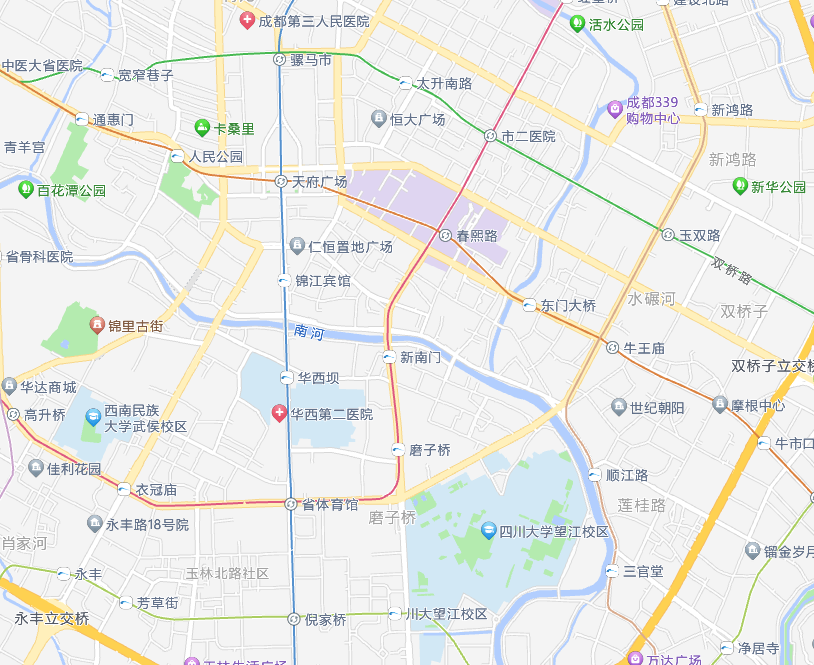 建设北路
活水公园
成都第三人民医院
骡马市
中医大省医院
宽窄巷子
太升南路
成都339
购物中心
新鸿路
通惠门
恒大广场
卡桑里
市二医院
青羊宫
人民公园
新鸿路
天府广场
百花潭公园
新华公园
春熙路
玉双路
仁恒置地广场
省骨科医院
双桥路
锦江宾馆
水碾河
东门大桥
双桥子
锦里古街
南河
牛王庙
新南门
双桥子立交桥
华西坝
华达商城
世纪朝阳
摩根中心
西南民族
大学武侯校区
高升桥
华西第二医院
牛市口
磨子桥
佳利花园
顺江路
衣冠庙
省体育馆
莲桂路
磨子桥
永丰路18号院
四川大学望江校区
肖家河
镏金岁月
永丰
玉林北路社区
三官堂
芳草街
川大望江校区
永丰立交桥
倪家桥
净居寺
万达广场
玉林生活广场